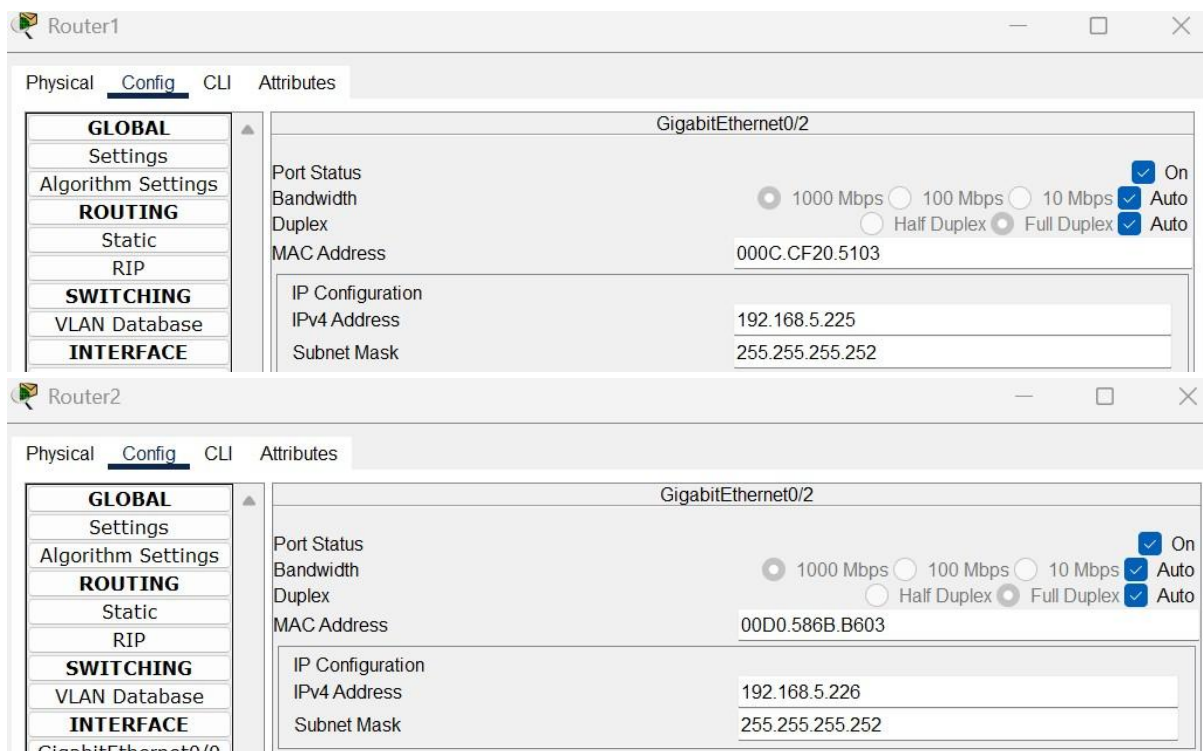 Router1
Physical Config CLI Attributes
GLOBAL
Settings
Algorithm Settings
ROUTING
Static
RIP
SWITCHING
VLAN Database
INTERFACE
GigabitEthernet0/2
Port Status On
Bandwidth 1000 Mbps 100 Mbps 10 Mbps Auto
Duplex Half Duplex Full Duplex Auto
MAC Address 000C.CF20.5103
IP Configuration
IPv4 Address 192.168.5.225
Subnet Mask 255.255.255.252
Router2
Physical Config CLI Attributes
GLOBAL
Settings
Algorithm Settings
ROUTING
Static
RIP
SWITCHING
VLAN Database
INTERFACE
GigabitEthernet0/0
GigabitEthernet0/2
Port Status On
Bandwidth 1000 Mbps 100 Mbps 10 Mbps Auto
Duplex Half Duplex Full Duplex Auto
MAC Address 00D0.586B.B603
IP Configuration
IPv4 Address 192.168.5.226
Subnet Mask 255.255.255.252